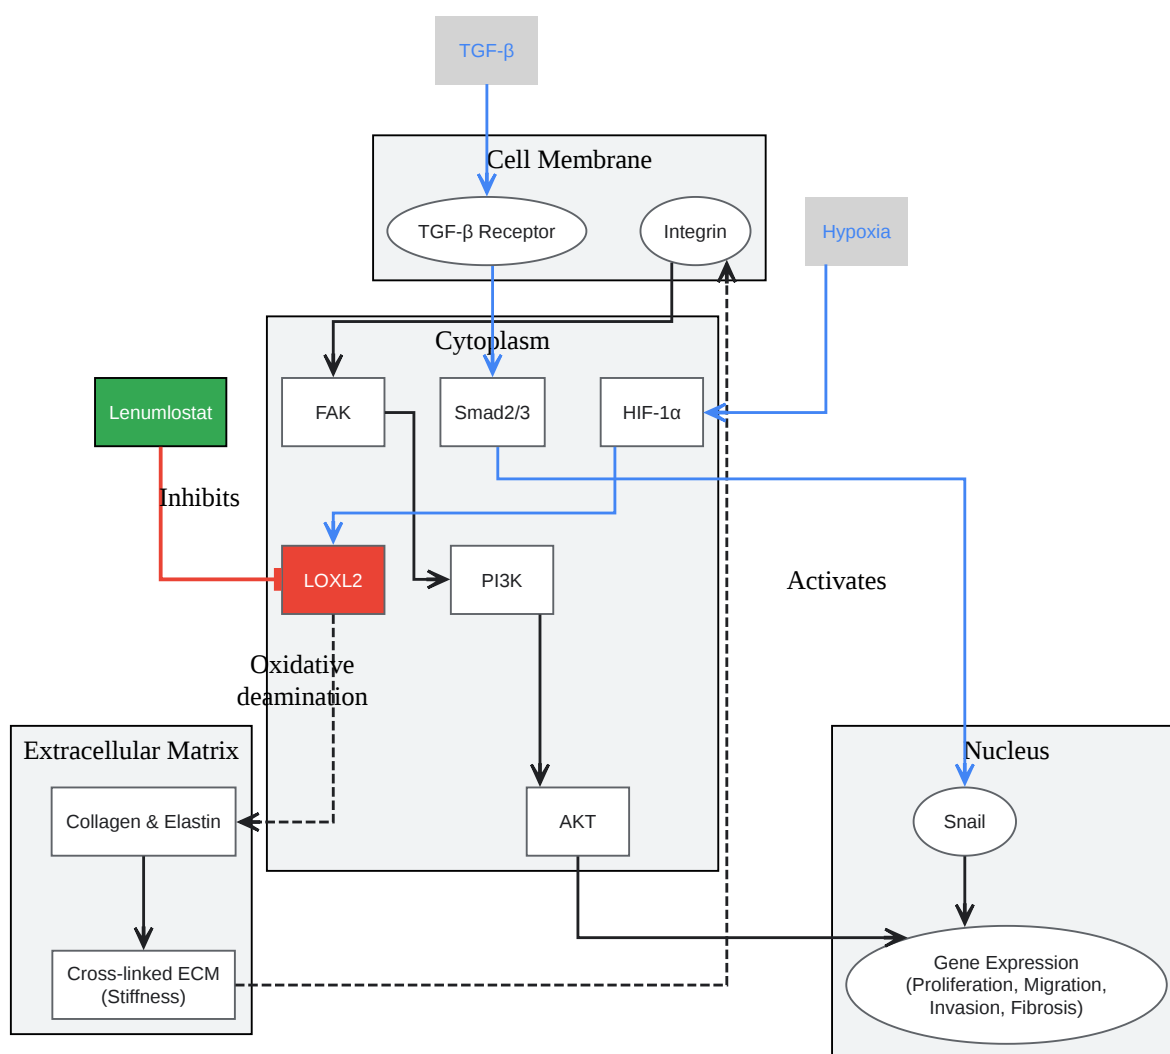 TGF-β
Cell Membrane
TGF-β Receptor
Integrin
Hypoxia
Cytoplasm
Lenumlostat
FAK
Smad2/3
HIF-1α
Inhibits
LOXL2
PI3K
Activates
Oxidative
deamination
Extracellular Matrix
Nucleus
Collagen & Elastin
AKT
Snail
Cross-linked ECM
(Stiffness)
Gene Expression
(Proliferation, Migration,
Invasion, Fibrosis)